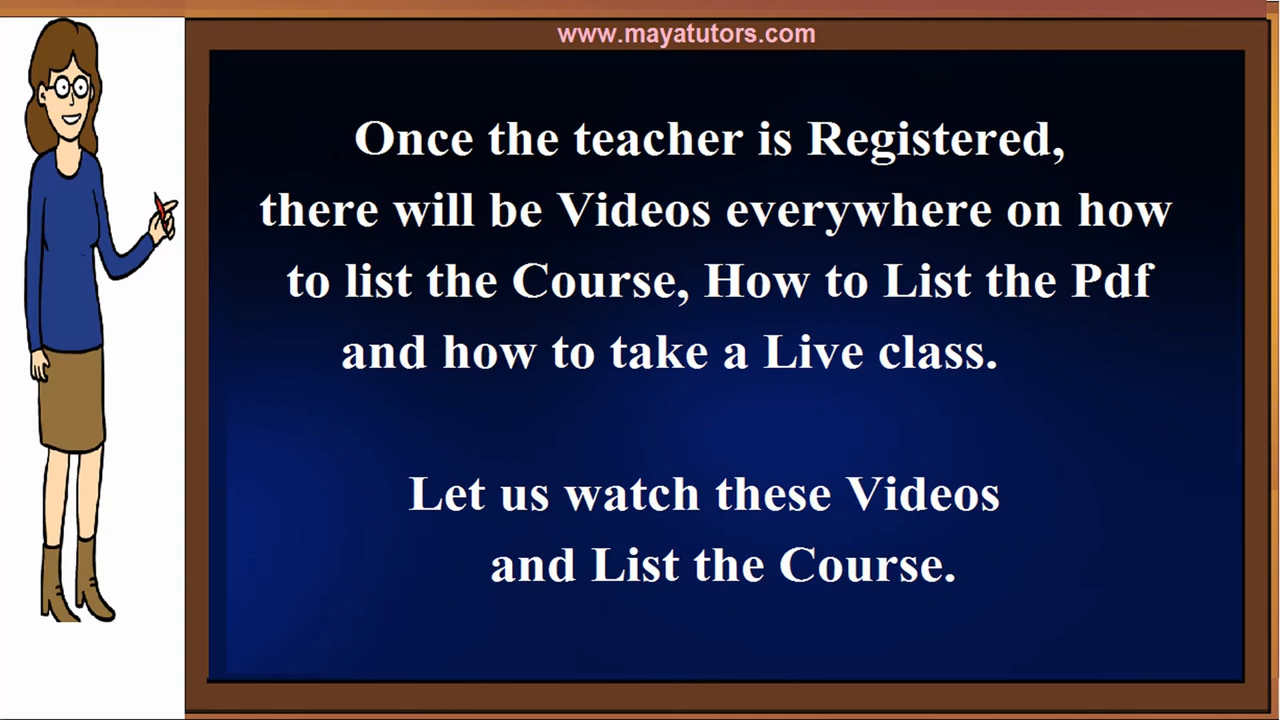 www.mayatutors.com
Once the teacher is Registered,
there will be Videos everywhere on how
to list the Course, How to List the Pdf
and how to take a Live class.
Let us watch these Videos
and List the Course.